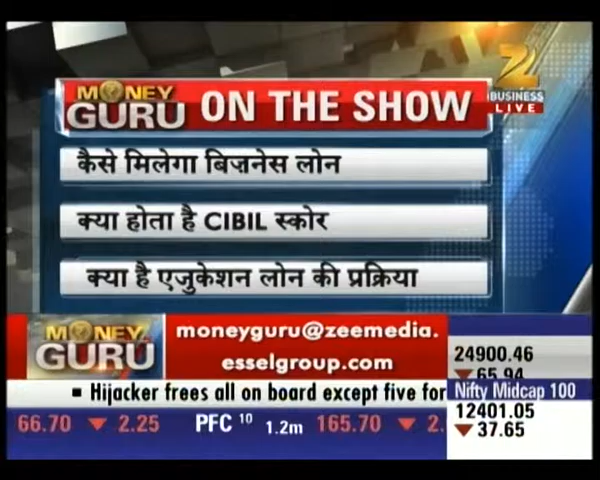 MONEY GURU ON THE SHOW
Z
BUSINESS
LIVE
कैसे मिलेगा बिज़नेस लोन
क्या होता है CIBIL स्कोर
क्या है एजुकेशन लोन की प्रक्रिया
MONEY
GURU
moneyguru@zeemedia.
esselgroup.com
24900.46
▼ 65.94
▪ Hijacker frees all on board except five for
Nifty Midcap 100
12401.05
▼ 37.65
66.70 ▼ 2.25 PFC 10 1.2m 165.70 ▼ 2.